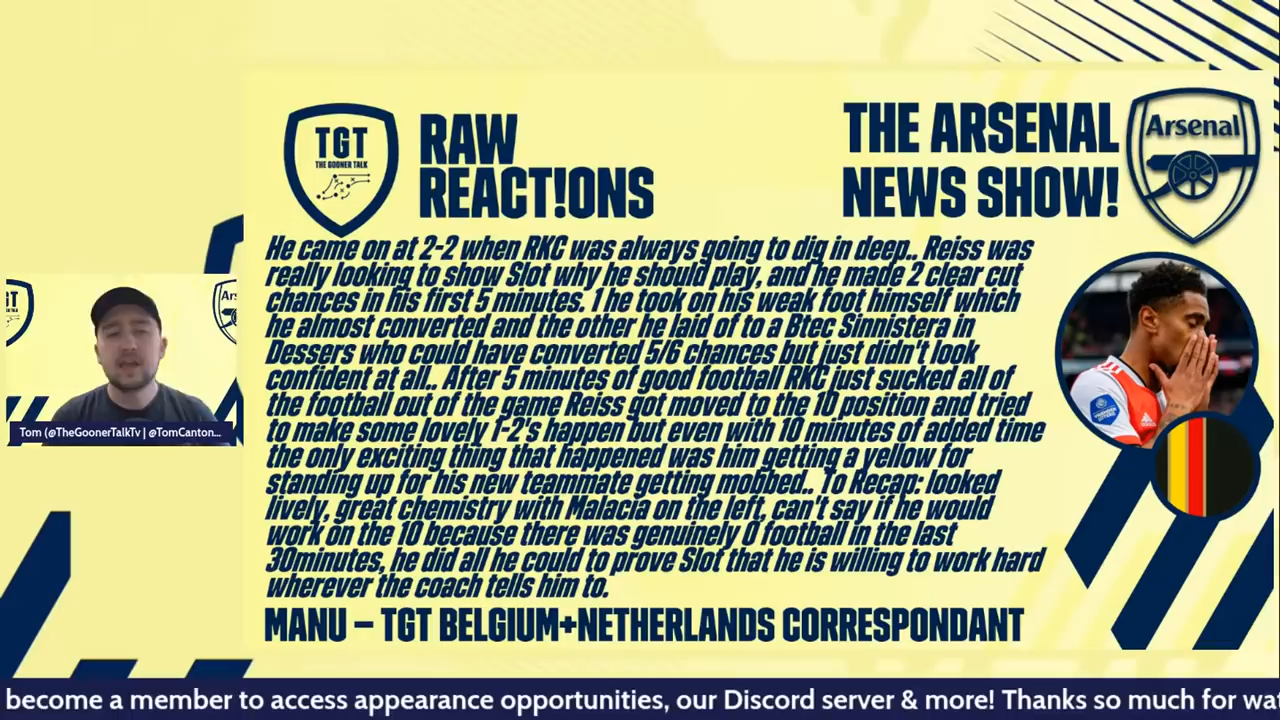 TGT
THE GOONER TALK
RAW
REACT!ONS
THE ARSENAL
NEWS SHOW!
Arsenal
He came on at 2-2 when RKC was always going to dig in deep.. Reiss was
really looking to show Slot why he should play, and he made 2 clear cut
chances in his first 5 minutes. 1 he took on his weak foot himself which
he almost converted and the other he laid of to a Btec Sinnistera in
Dessers who could have converted 5/6 chances but just didn't look
confident at all.. After 5 minutes of good football RKC just sucked all of
the football out of the game Reiss got moved to the 10 position and tried
to make some lovely 1-2's happen but even with 10 minutes of added time
the only exciting thing that happened was him getting a yellow for
standing up for his new teammate getting mobbed.. To Recap: looked
lively, great chemistry with Malacia on the left, can't say if he would
work on the 10 because there was genuinely 0 football in the last
30minutes, he did all he could to prove Slot that he is willing to work hard
wherever the coach tells him to.
MANU – TGT BELGIUM+NETHERLANDS CORRESPONDANT
Tom (@TheGoonerTalkTv | @TomCanton...
become a member to access appearance opportunities, our Discord server & more! Thanks so much for wa